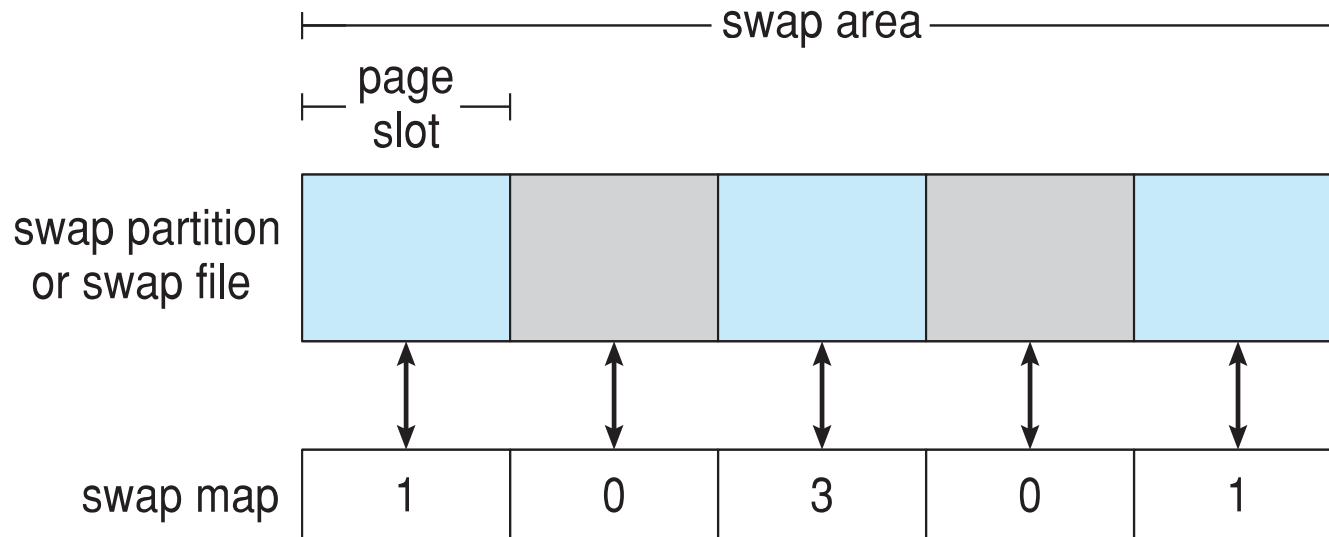 swap area
page
slot
swap partition
or swap file
swap map 1 0 3 0 1